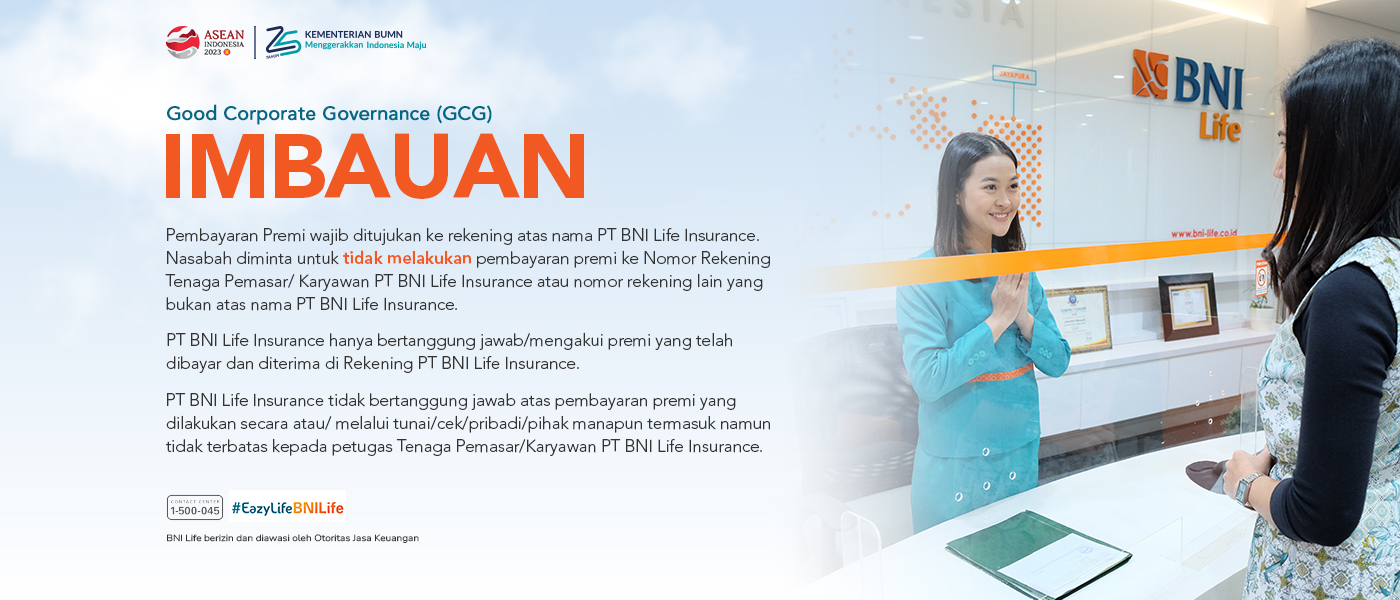 ASEAN
INDONESIA
2023
25
TAHUN
KEMENTERIAN BUMN
Menggerakkan Indonesia Maju
Good Corporate Governance (GCG)
IMBAUAN
Pembayaran Premi wajib ditujukan ke rekening atas nama PT BNI Life Insurance.
Nasabah diminta untuk tidak melakukan pembayaran premi ke Nomor Rekening
Tenaga Pemasar/ Karyawan PT BNI Life Insurance atau nomor rekening lain yang
bukan atas nama PT BNI Life Insurance.
PT BNI Life Insurance hanya bertanggung jawab/mengakui premi yang telah
dibayar dan diterima di Rekening PT BNI Life Insurance.
PT BNI Life Insurance tidak bertanggung jawab atas pembayaran premi yang
dilakukan secara atau/ melalui tunai/cek/pribadi/pihak manapun termasuk namun
tidak terbatas kepada petugas Tenaga Pemasar/Karyawan PT BNI Life Insurance.
CONTACT CENTER
1-500-045
#EazyLifeBNILife
BNI Life berizin dan diawasi oleh Otoritas Jasa Keuangan
JAYAPURA
BNI
Life
www.bni-life.co.id